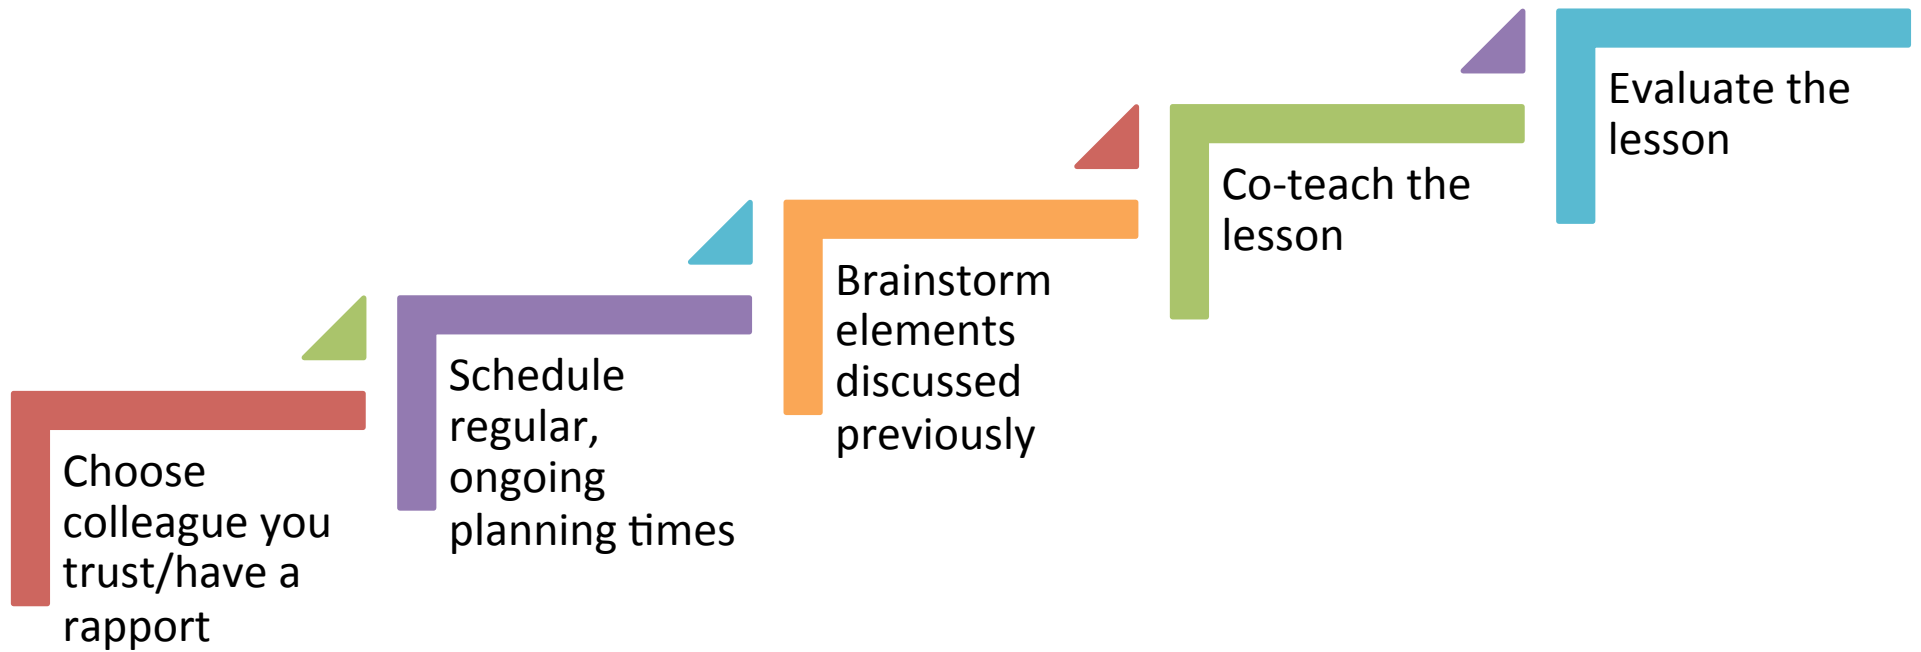 Choose
colleague you
trust/have a
rapport
Schedule
regular,
ongoing
planning times
Brainstorm
elements
discussed
previously
Co-teach the
lesson
Evaluate the
lesson